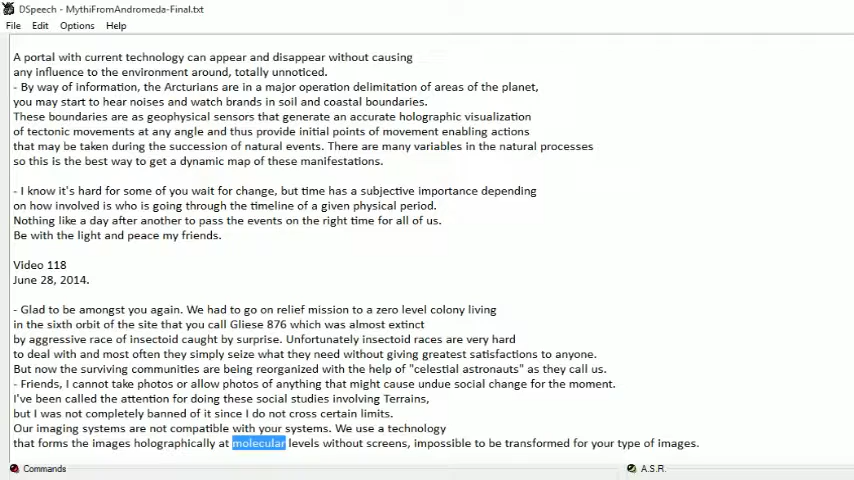 DSpeech - MythiFromAndromeda-Final.txt
File Edit Options Help
A portal with current technology can appear and disappear without causing
any influence to the environment around, totally unnoticed.
- By way of information, the Arcturians are in a major operation delimitation of areas of the planet,
you may start to hear noises and watch brands in soil and coastal boundaries.
These boundaries are as geophysical sensors that generate an accurate holographic visualization
of tectonic movements at any angle and thus provide initial points of movement enabling actions
that may be taken during the succession of natural events. There are many variables in the natural processes
so this is the best way to get a dynamic map of these manifestations.
- I know it's hard for some of you wait for change, but time has a subjective importance depending
on how involved is who is going through the timeline of a given physical period.
Nothing like a day after another to pass the events on the right time for all of us.
Be with the light and peace my friends.
Video 118
June 28, 2014.
- Glad to be amongst you again. We had to go on relief mission to a zero level colony living
in the sixth orbit of the site that you call Gliese 876 which was almost extinct
by aggressive race of insectoid caught by surprise. Unfortunately insectoid races are very hard
to deal with and most often they simply seize what they need without giving greatest satisfactions to anyone.
But now the surviving communities are being reorganized with the help of "celestial astronauts" as they call us.
- Friends, I cannot take photos or allow photos of anything that might cause undue social change for the moment.
I've been called the attention for doing these social studies involving Terrains,
but I was not completely banned of it since I do not cross certain limits.
Our imaging systems are not compatible with your systems. We use a technology
that forms the images holographically at molecular levels without screens, impossible to be transformed for your type of images.
Commands A.S.R.